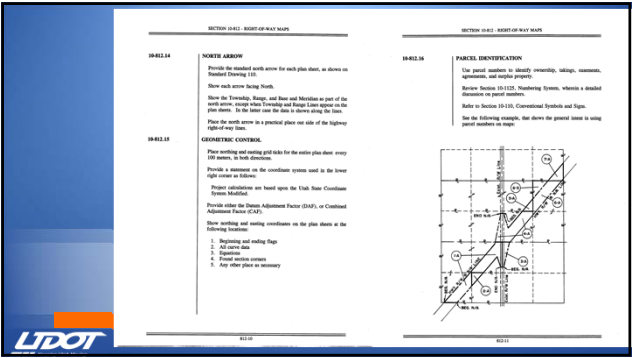 SECTION 10-812 - RIGHT-OF-WAY MAPS
10-812.14 NORTH ARROW
Provide the standard north arrow for each plan sheet, as shown on
Standard Drawing 110.
Show each arrow facing North.
Show the Township, Range, and Base and Meridian as part of the
north arrow, except when Township and Range Lines appear on the
plan sheets. In the latter case the data is shown along the lines.
Place the north arrow in a practical place out side of the highway
right-of-way lines.
10-812.15 GEOMETRIC CONTROL
Place northing and easting grid ticks for the entire plan sheet every
100 meters, in both directions.
Provide a statement on the coordinate system used in the lower
right corner as follows:
Project calculations are based upon the Utah State Coordinate
System Modified.
Provide either the Datum Adjustment Factor (DAF), or Combined
Adjustment Factor (CAF).
Show northing and easting coordinates on the plan sheets at the
following locations:
1. Beginning and ending flags
2. All curve data
3. Equations
4. Found section corners
5. Any other place as necessary
812-10
SECTION 10-812 - RIGHT-OF-WAY MAPS
10-812.16 PARCEL IDENTIFICATION
Use parcel numbers to identify ownership, takings, easements,
agreements, and surplus property.
Review Section 10-1125, Numbering System, wherein a detailed
discussion on parcel numbers.
Refer to Section 10-110, Conventional Symbols and Signs.
See the following example, that shows the general intent is using
parcel numbers on maps:
END N/A
BEG. N/A
BEG. N/A
812-11
UDOT